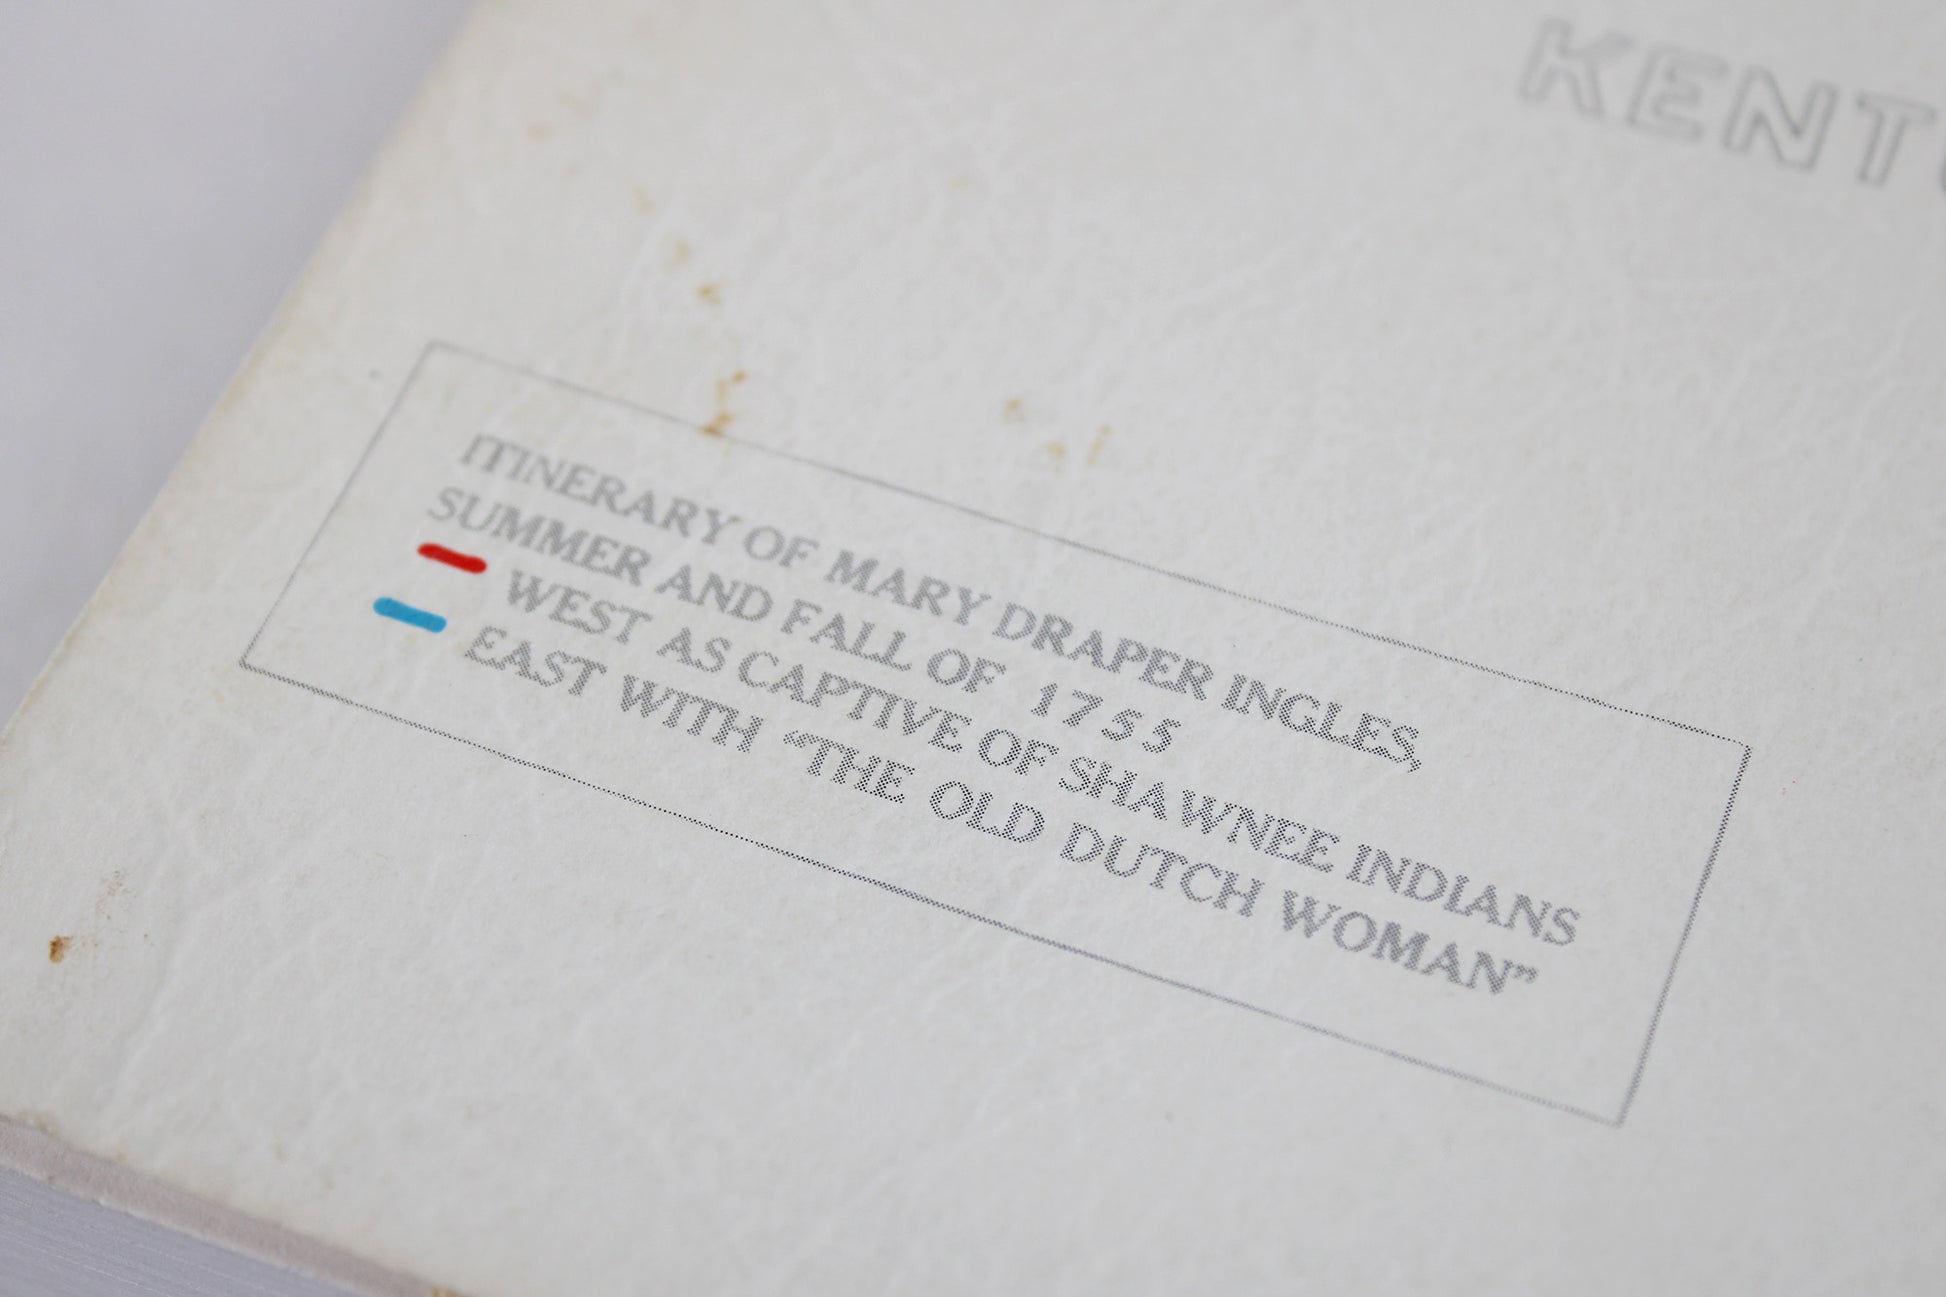 KENT
ITINERARY OF MARY DRAPER INGLES,
SUMMER AND FALL OF 1755
WEST AS CAPTIVE OF SHAWNEE INDIANS
EAST WITH “THE OLD DUTCH WOMAN”